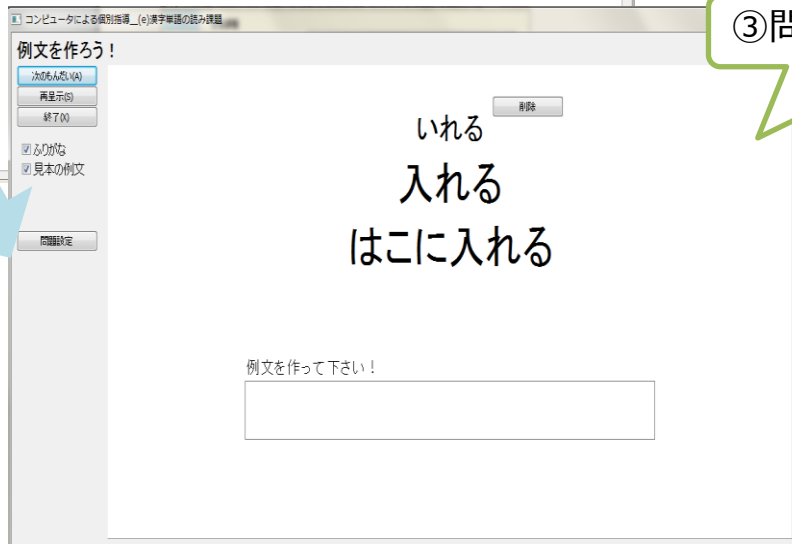 コンピュータによる個別指導__(e)漢字単語の読み課題
③問
例文を作ろう!
次のもんだい(A)
再呈示(S)
終了(X)
ふりがな
見本の例文
問題設定
削除
いれる
入れる
はこに入れる
例文を作って下さい!